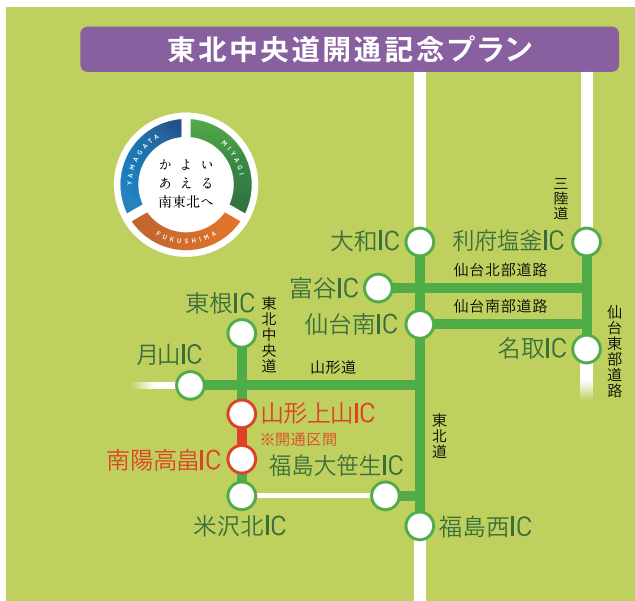 東北中央道開通記念プラン
YAMAGATA
MIYAGI
FUKUSHIMA
かよい
あえる
南東北へ
三陸道
大和IC
利府塩釜IC
仙台北部道路
富谷IC
東根IC
東北中央道
仙台南部道路
仙台南IC
仙台東部道路
名取IC
月山IC
山形道
山形上山IC
※開通区間
東北道
南陽高畠IC
福島大笹生IC
米沢北IC
福島西IC